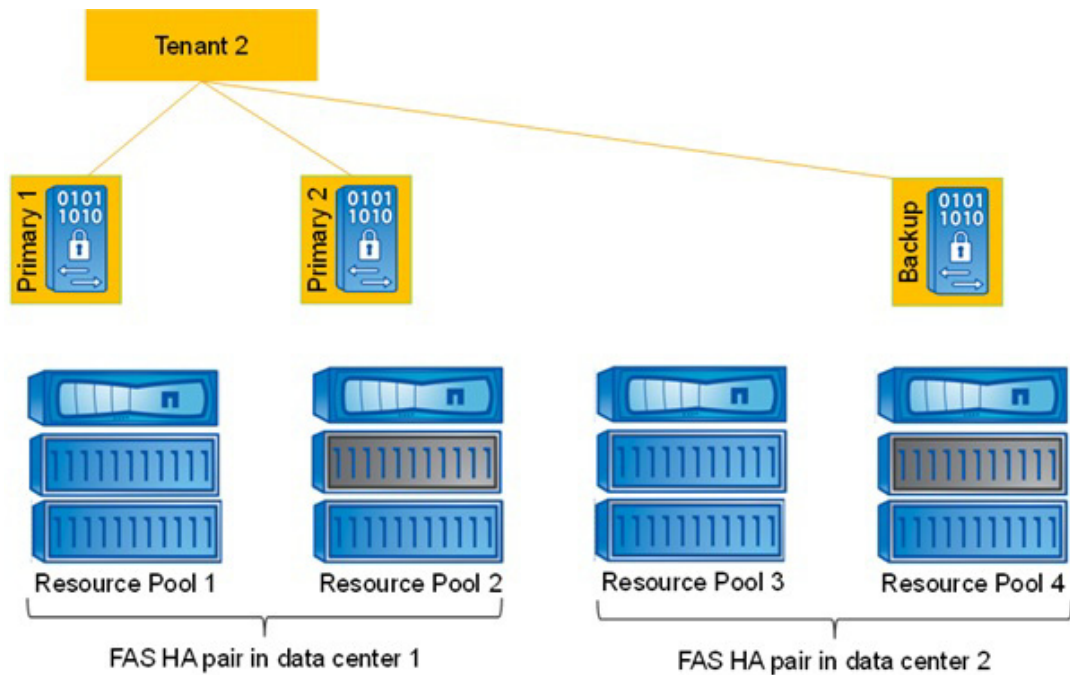 Tenant 2
Primary 1
0101
1010
Primary 2
0101
1010
Backup
0101
1010
Resource Pool 1
Resource Pool 2
Resource Pool 3
Resource Pool 4
FAS HA pair in data center 1
FAS HA pair in data center 2